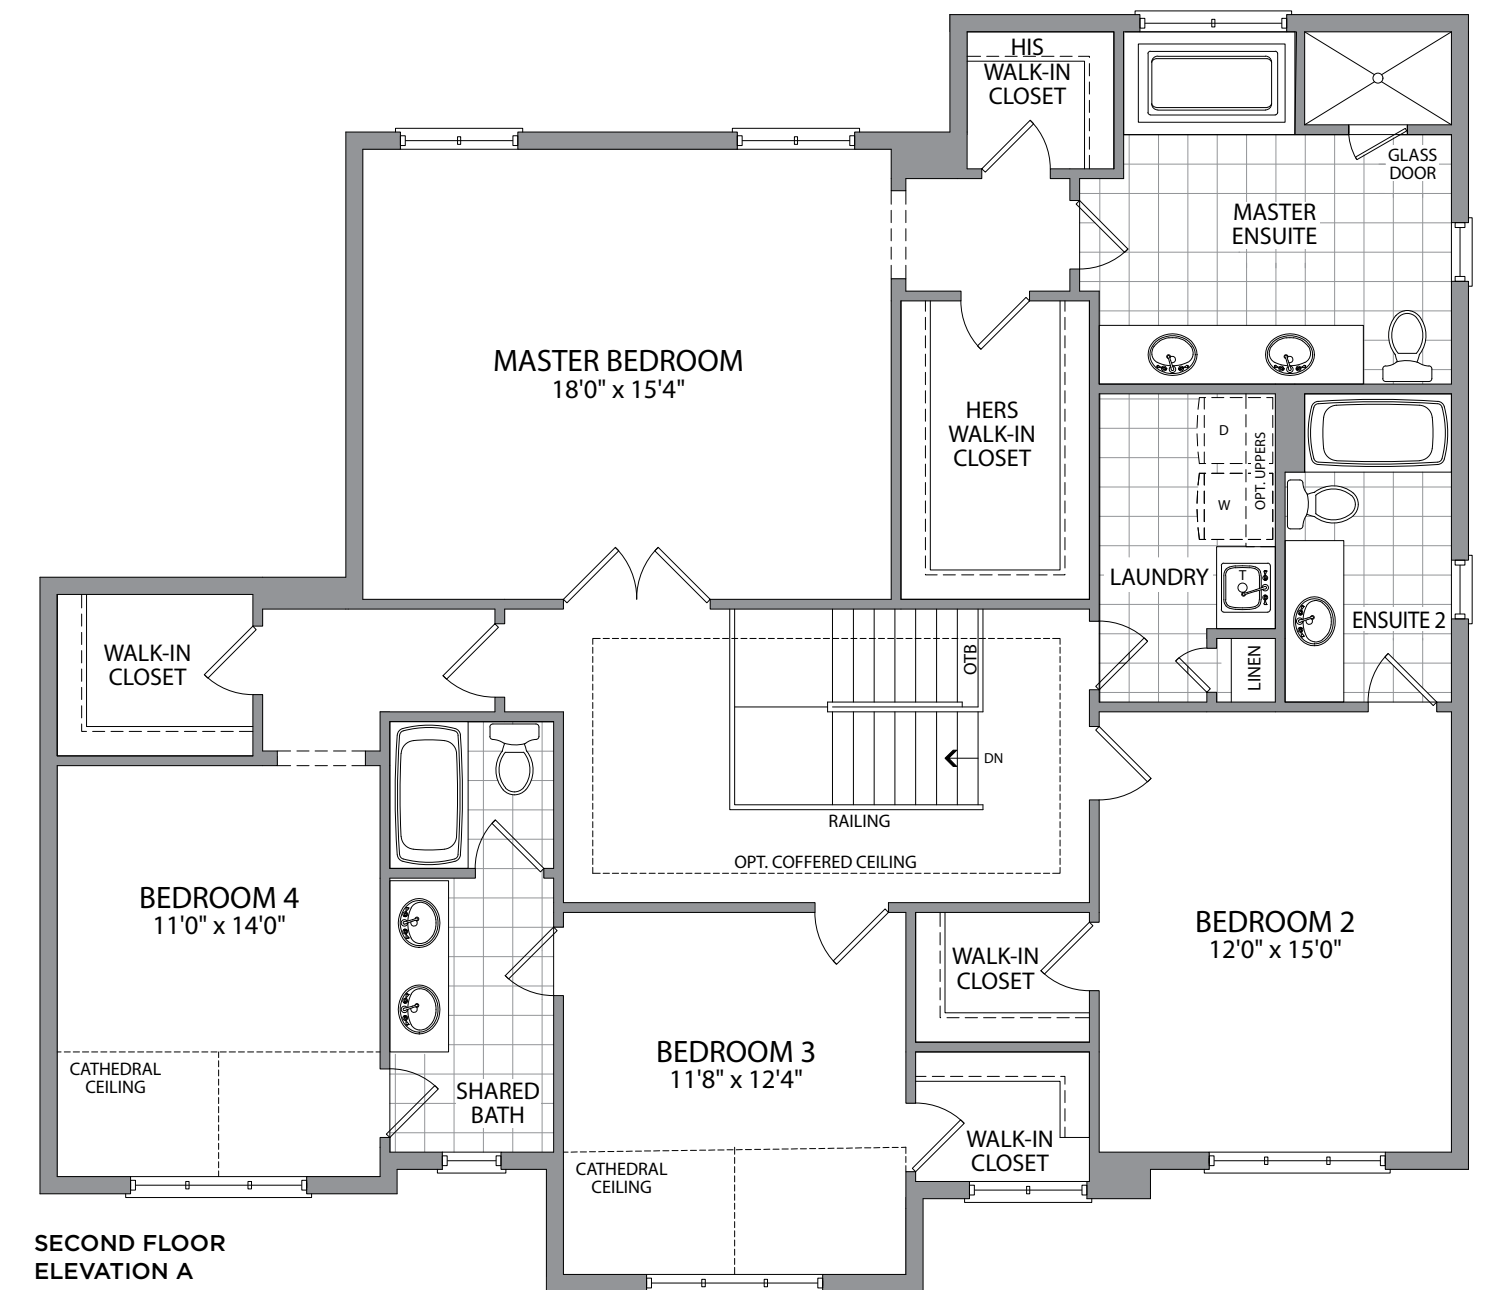 HIS
WALK-IN
CLOSET
GLASS
DOOR
MASTER
ENSUITE
MASTER BEDROOM
18'0" x 15'4"
HERS
WALK-IN
CLOSET
D
OPT. UPPERS
W
LAUNDRY
T
ENSUITE 2
LINEN
WALK-IN
CLOSET
OTB
DN
RAILING
OPT. COFFERED CEILING
BEDROOM 4
11'0" x 14'0"
BEDROOM 2
12'0" x 15'0"
WALK-IN
CLOSET
BEDROOM 3
11'8" x 12'4"
CATHEDRAL
CEILING
SHARED
BATH
WALK-IN
CLOSET
CATHEDRAL
CEILING
SECOND FLOOR
ELEVATION A